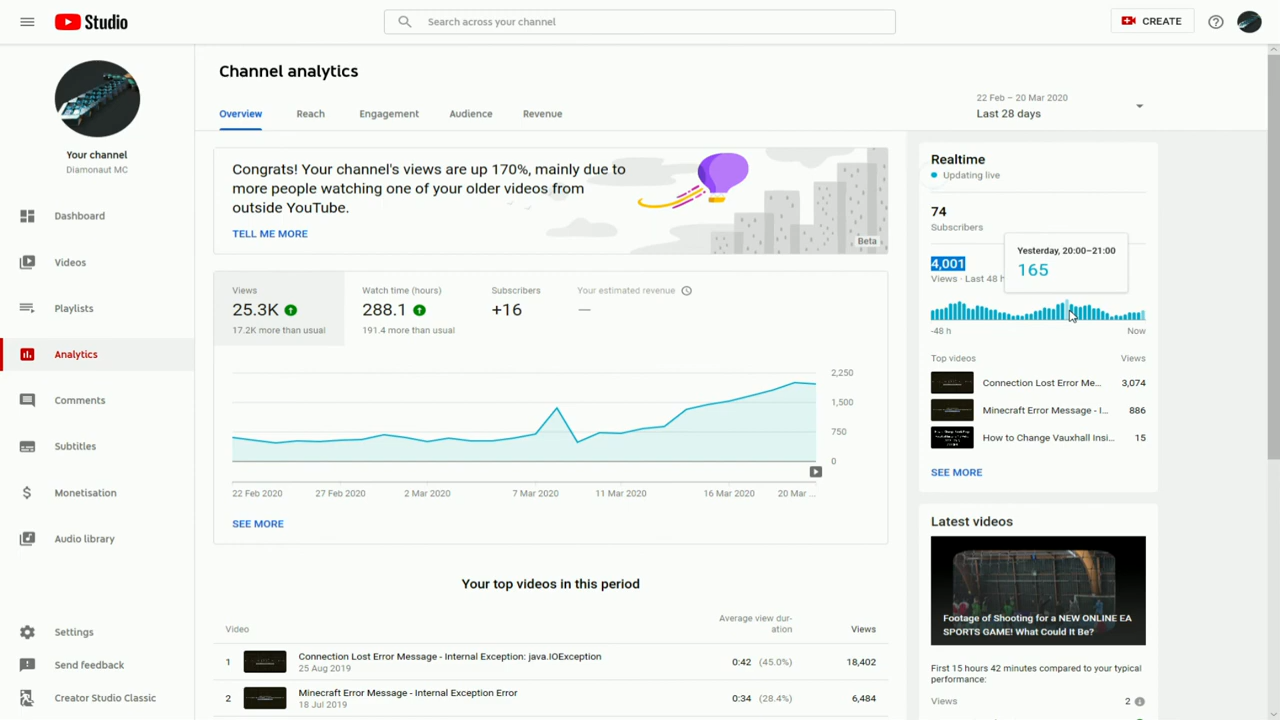 Studio
Search across your channel
CREATE
Your channel
Diamonaut MC
Dashboard
Videos
Playlists
Analytics
Comments
Subtitles
Monetisation
Audio library
Settings
Send feedback
Creator Studio Classic
Channel analytics
Overview
Reach
Engagement
Audience
Revenue
22 Feb – 20 Mar 2020
Last 28 days
Congrats! Your channel's views are up 170%, mainly due to
more people watching one of your older videos from
outside YouTube.
TELL ME MORE
Beta
Views
25.3K
17.2K more than usual
Watch time (hours)
288.1
191.4 more than usual
Subscribers
+16
Your estimated revenue
—
2,250
1,500
750
0
22 Feb 2020
27 Feb 2020
2 Mar 2020
7 Mar 2020
11 Mar 2020
16 Mar 2020
20 Mar ...
SEE MORE
Your top videos in this period
Video
Average view dur-
ation
Views
1
Connection Lost Error Message - Internal Exception: java.IOException
25 Aug 2019
0:42 (45.0%)
18,402
2
Minecraft Error Message - Internal Exception Error
18 Jul 2019
0:34 (28.4%)
6,484
Realtime
Updating live
74
Subscribers
4,001
Views · Last 48 h
Yesterday, 20:00–21:00
165
-48 h
Now
Top videos
Views
Connection Lost Error Me...
3,074
Minecraft Error Message - I...
886
How to Change Vauxhall Insi...
15
SEE MORE
Latest videos
Footage of Shooting for a NEW ONLINE EA
SPORTS GAME! What Could It Be?
First 15 hours 42 minutes compared to your typical
performance:
Views
2